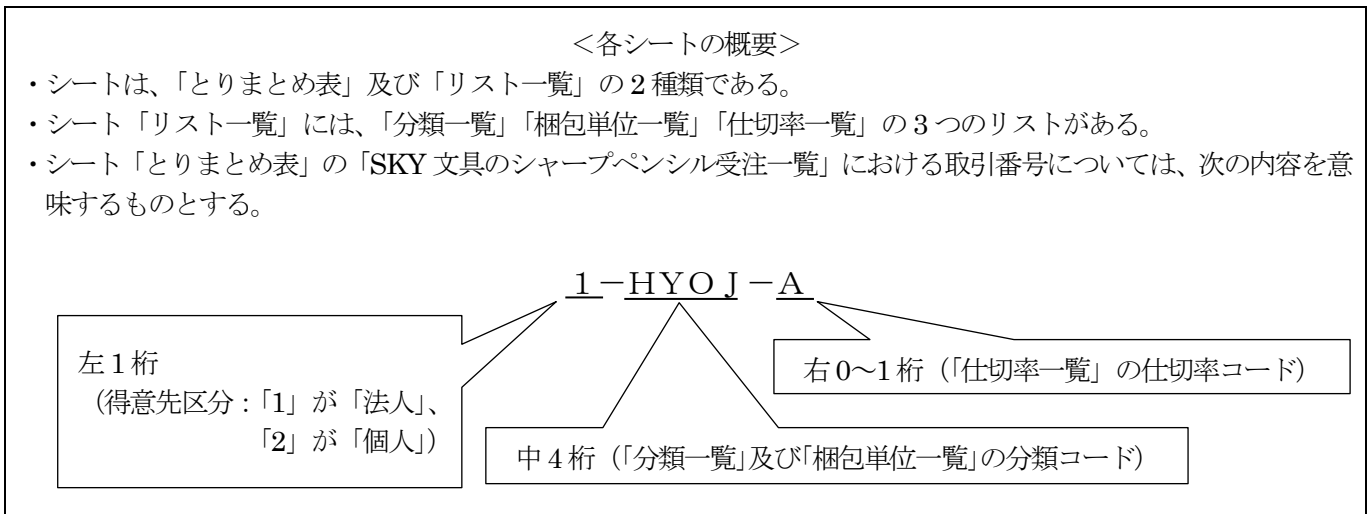 <各シートの概要>
・シートは、「とりまとめ表」及び「リスト一覧」の2種類である。
・シート「リスト一覧」には、「分類一覧」「梱包単位一覧」「仕切率一覧」の3つのリストがある。
・シート「とりまとめ表」の「SKY文具のシャープペンシル受注一覧」における取引番号については、次の内容を意
味するものとする。
1-HYOJ-A
左1桁
(得意先区分:「1」が「法人」、
「2」が「個人」)
右0~1桁(「仕切率一覧」の仕切率コード)
中4桁(「分類一覧」及び「梱包単位一覧」の分類コード)